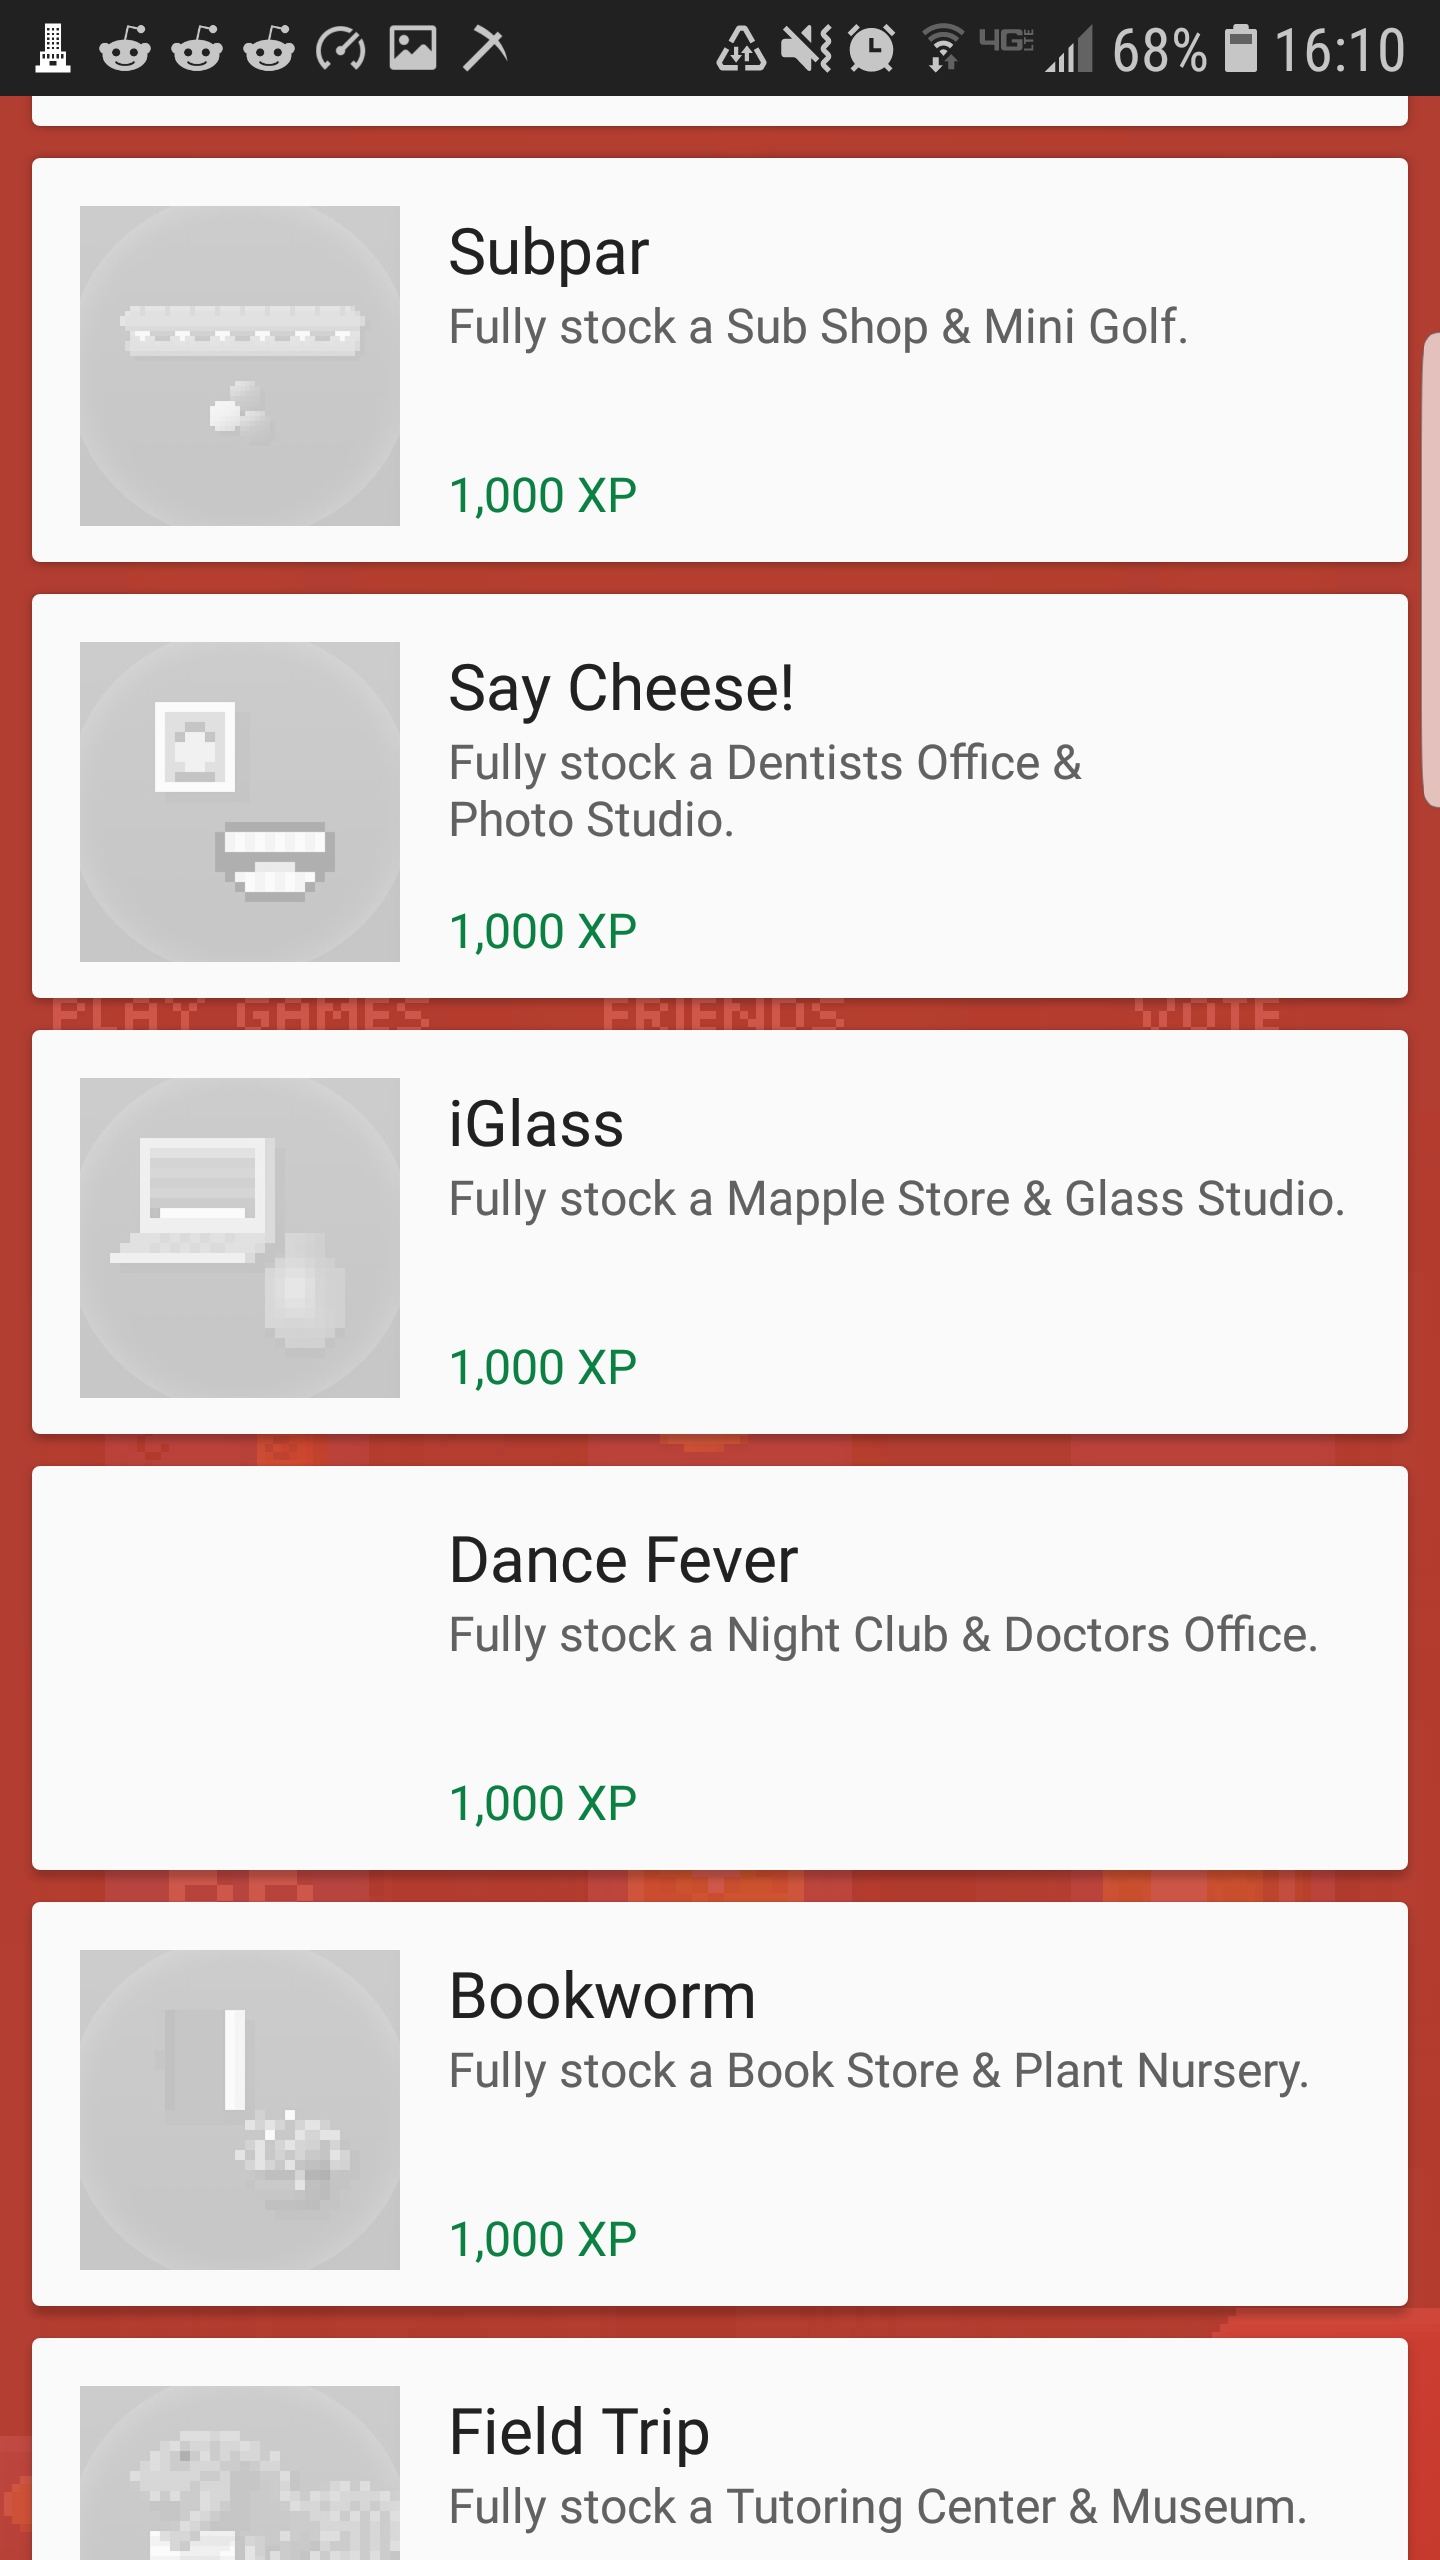 4G LTE 68% 16:10
Subpar
Fully stock a Sub Shop & Mini Golf.
1,000 XP
Say Cheese!
Fully stock a Dentists Office &
Photo Studio.
1,000 XP
PLAY GAMES FRIENDS VOTE
iGlass
Fully stock a Mapple Store & Glass Studio.
1,000 XP
Dance Fever
Fully stock a Night Club & Doctors Office.
1,000 XP
Bookworm
Fully stock a Book Store & Plant Nursery.
1,000 XP
Field Trip
Fully stock a Tutoring Center & Museum.